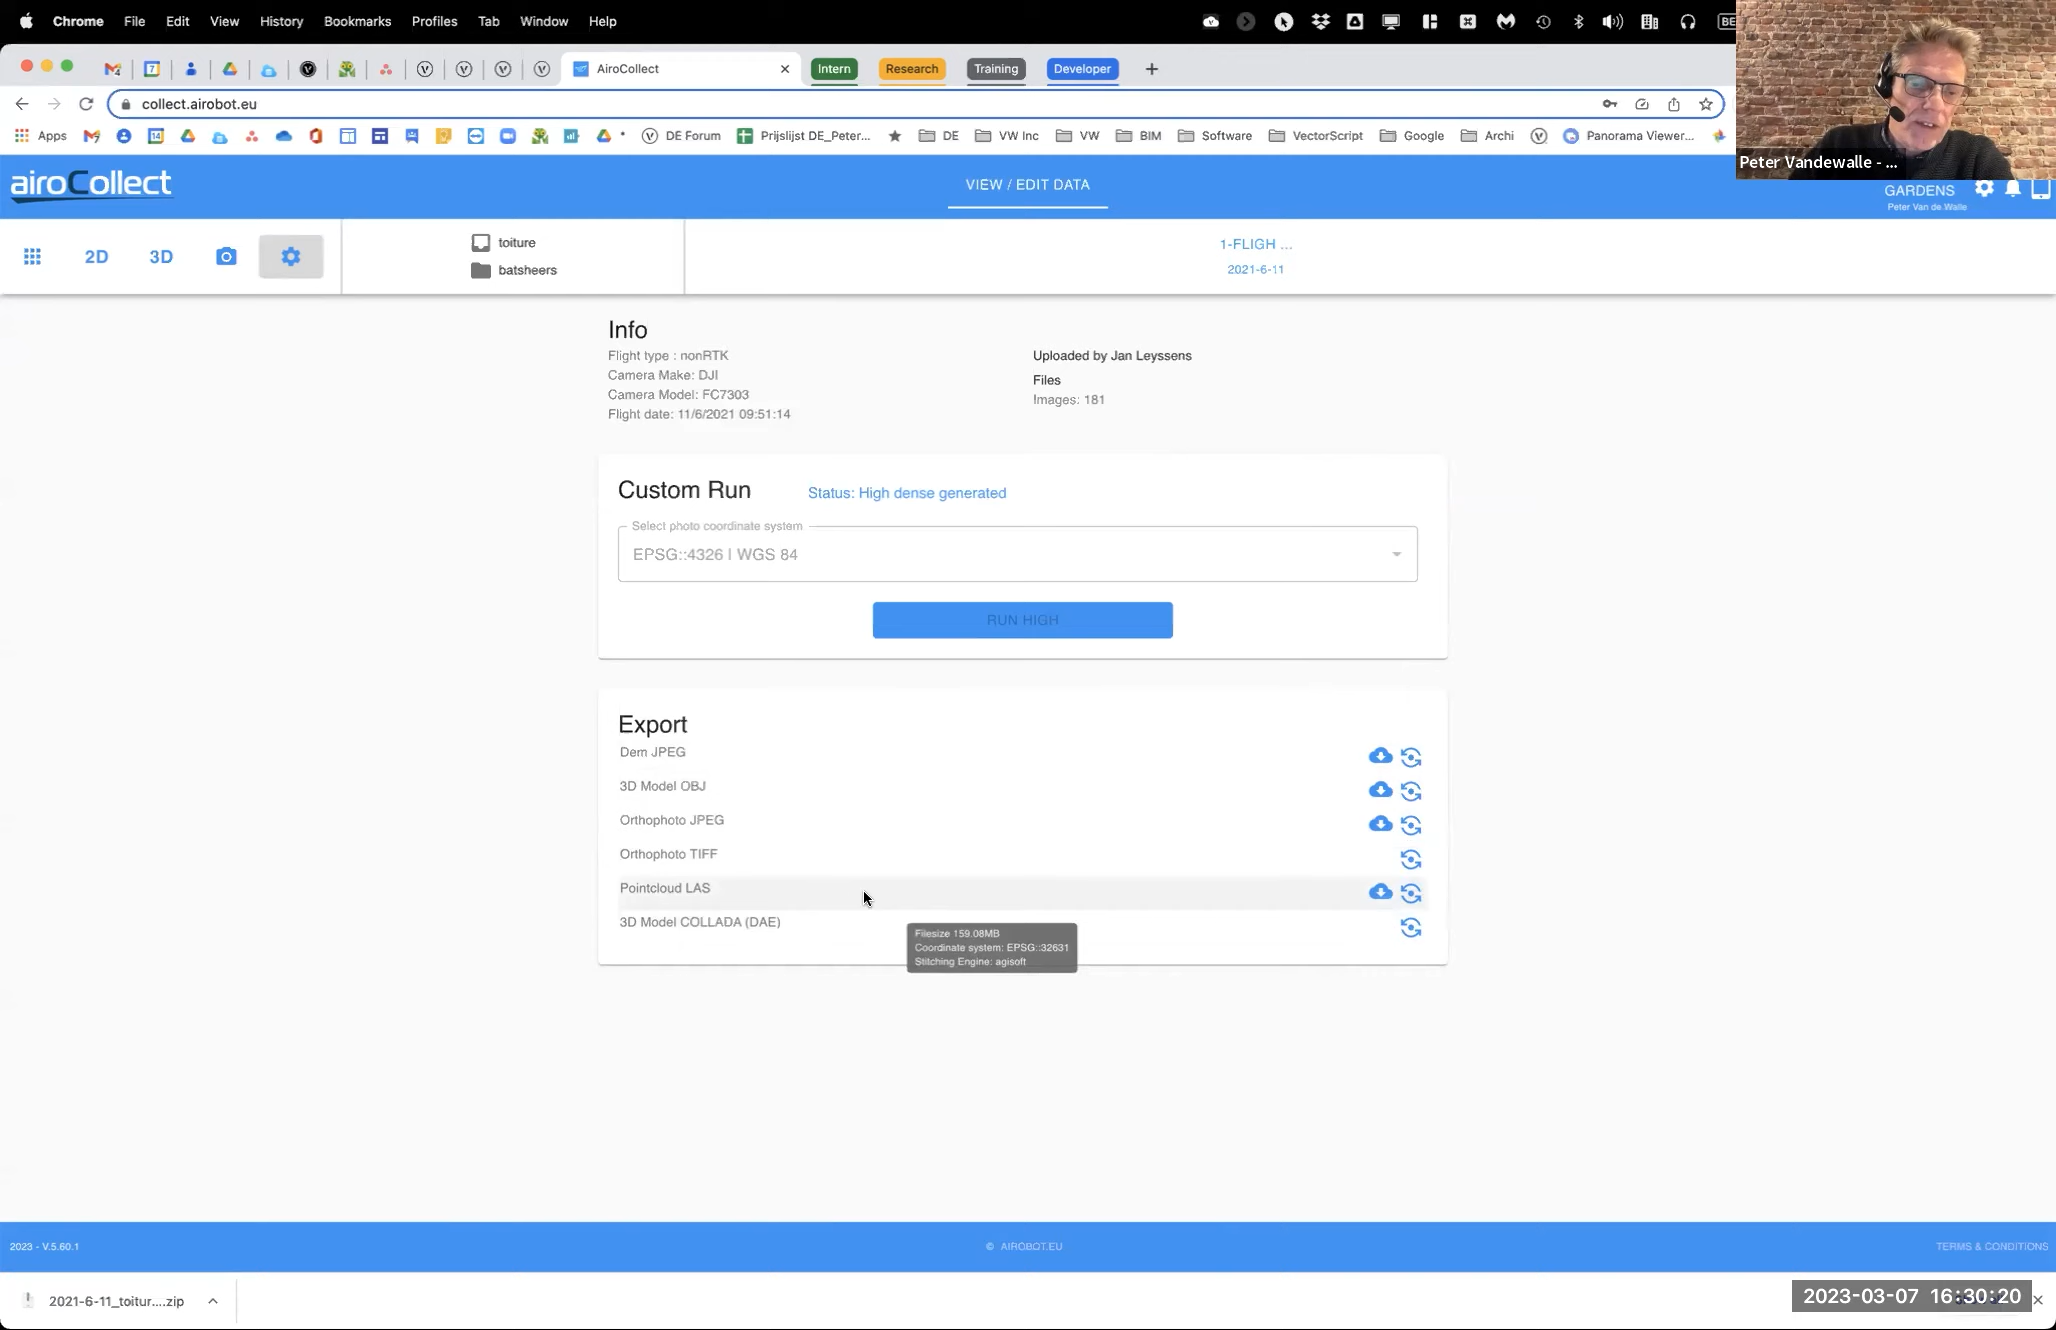 Chrome File Edit View History Bookmarks Profiles Tab Window Help BE
AiroCollect Intern Research Training Developer
collect.airobot.eu
Apps DE Forum Prijslijst DE_Peter... DE VW Inc VW BIM Software VectorScript Google Archi Panorama Viewer...
Peter Vandewalle - ...
airoCollect
VIEW / EDIT DATA
GARDENS
Peter Van de Walle
2D 3D
toiture
batsheers
1-FLIGH ...
2021-6-11
Info
Flight type : nonRTK
Camera Make: DJI
Camera Model: FC7303
Flight date: 11/6/2021 09:51:14
Uploaded by Jan Leyssens
Files
Images: 181
Custom Run
Status: High dense generated
Select photo coordinate system
EPSG::4326 | WGS 84
RUN HIGH
Export
Dem JPEG
3D Model OBJ
Orthophoto JPEG
Orthophoto TIFF
Pointcloud LAS
3D Model COLLADA (DAE)
Filesize 159.08MB
Coordinate system: EPSG::32631
Stitching Engine: agisoft
2023 - V.5.60.1
© AIROBOT.EU
TERMS & CONDITIONS
2021-6-11_toitur....zip
2023-03-07 16:30:20